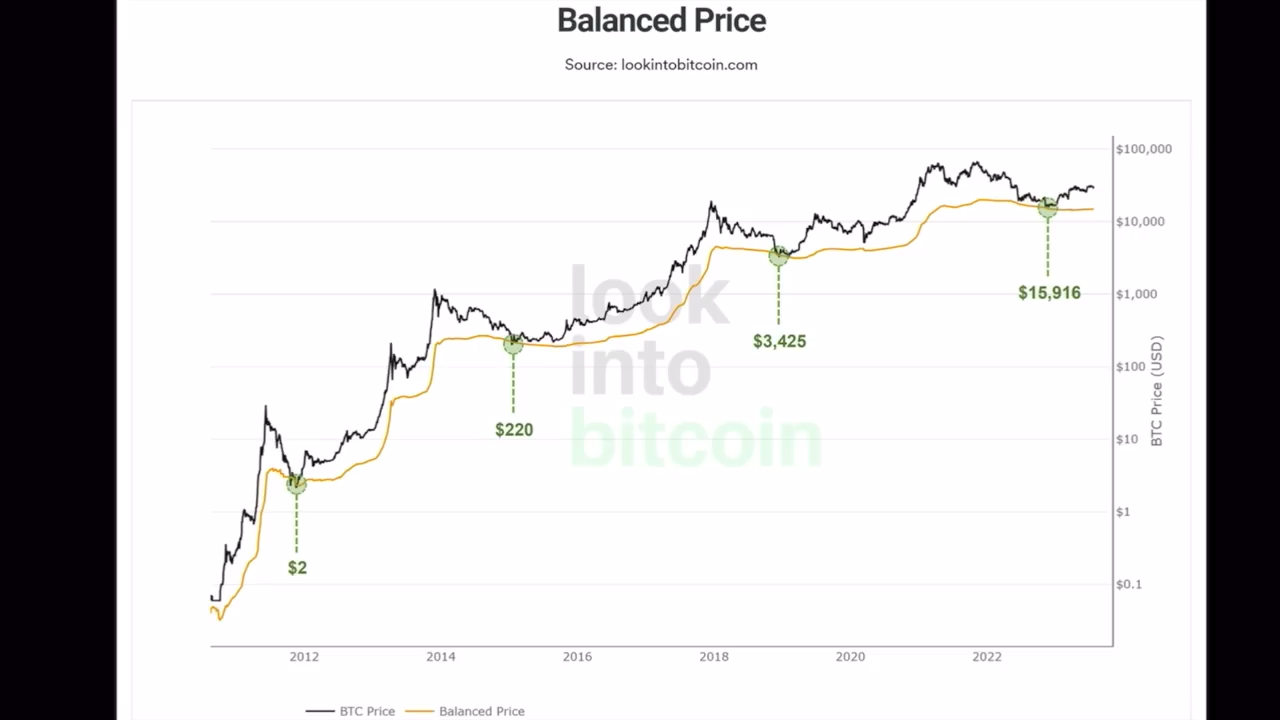 Balanced Price
Source: lookintobitcoin.com
$100,000
$10,000
$1,000
$100
$10
$1
$0.1
BTC Price (USD)
look
into
bitcoin
$2
$220
$3,425
$15,916
2012
2014
2016
2018
2020
2022
BTC Price
Balanced Price